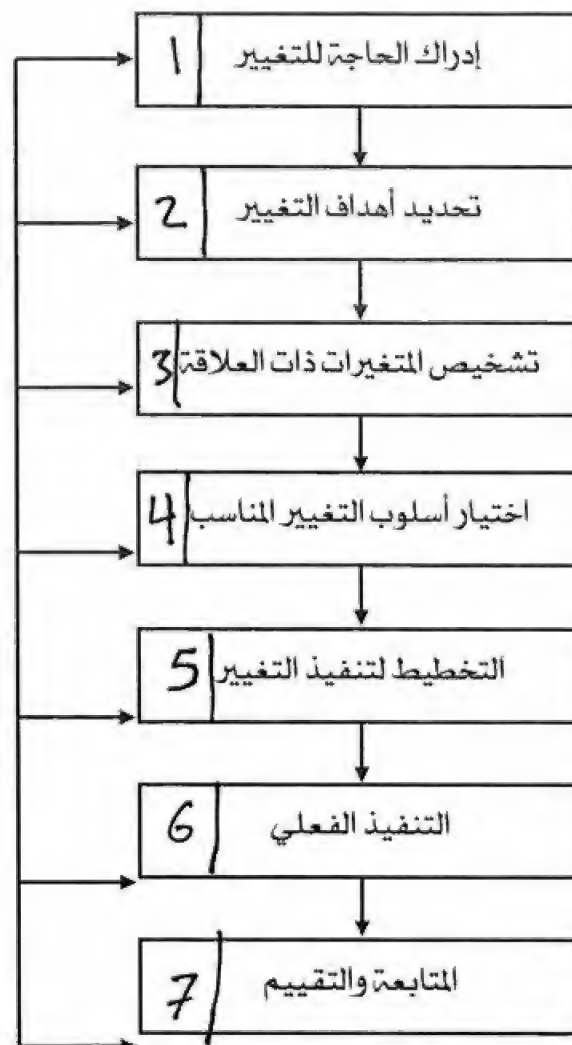 1 إدراك الحاجة للتغيير
2 تحديد أهداف التغيير
3 تشخيص المتغيرات ذات العلاقة
4 اختيار أسلوب التغيير المناسب
5 التخطيط لتنفيذ التغيير
6 التنفيذ الفعلي
7 المتابعة والتقييم